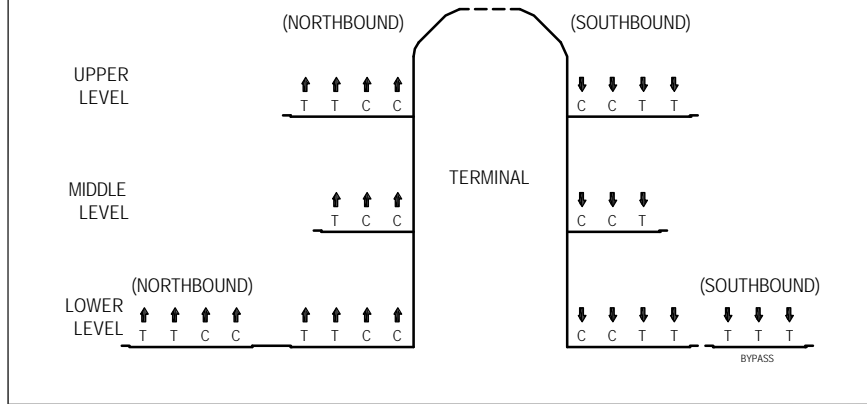 (NORTHBOUND) (SOUTHBOUND)
UPPER
LEVEL
T T C C C C T T
TERMINAL
MIDDLE
LEVEL
T C C C C T
(NORTHBOUND) (SOUTHBOUND)
LOWER
LEVEL
T T C C T T C C C C T T T T T
BYPASS